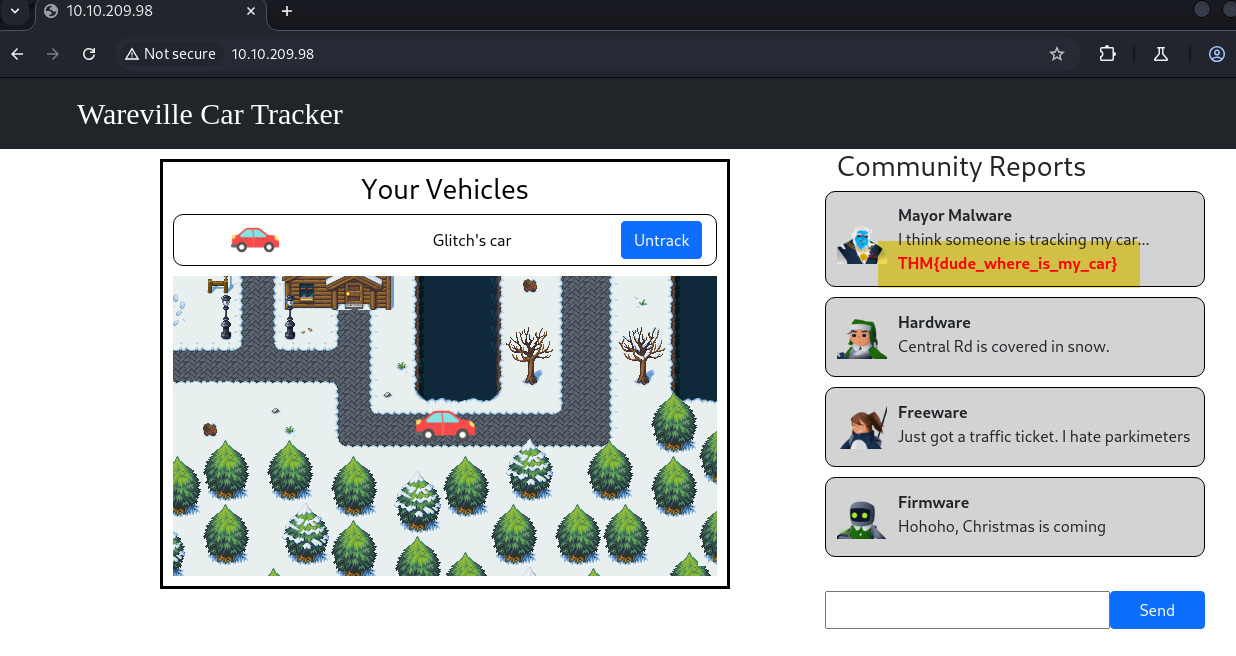 10.10.209.98
Not secure 10.10.209.98
Wareville Car Tracker
Your Vehicles
Glitch's car Untrack
Community Reports
Mayor Malware
I think someone is tracking my car...
THM{dude_where_is_my_car}
Hardware
Central Rd is covered in snow.
Freeware
Just got a traffic ticket. I hate parkimeters
Firmware
Hohoho, Christmas is coming
Send